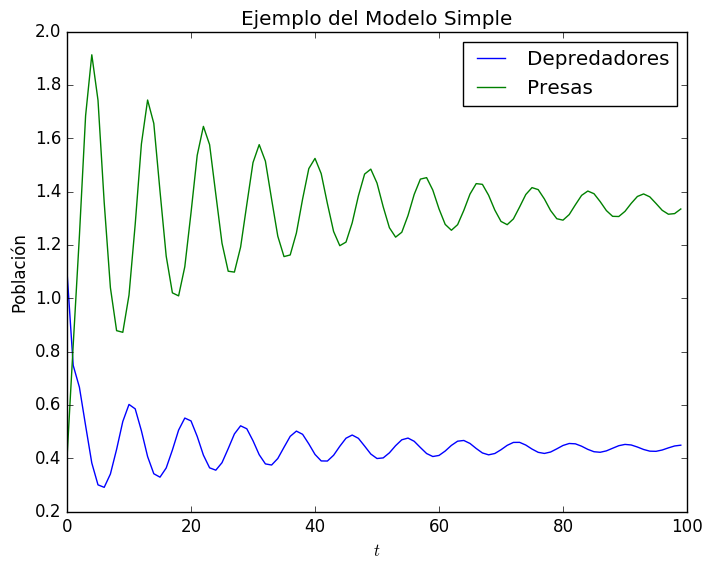 Ejemplo del Modelo Simple
Depredadores
Presas
Población
2.0
1.8
1.6
1.4
1.2
1.0
0.8
0.6
0.4
0.2
0 20 40 60 80 100
t